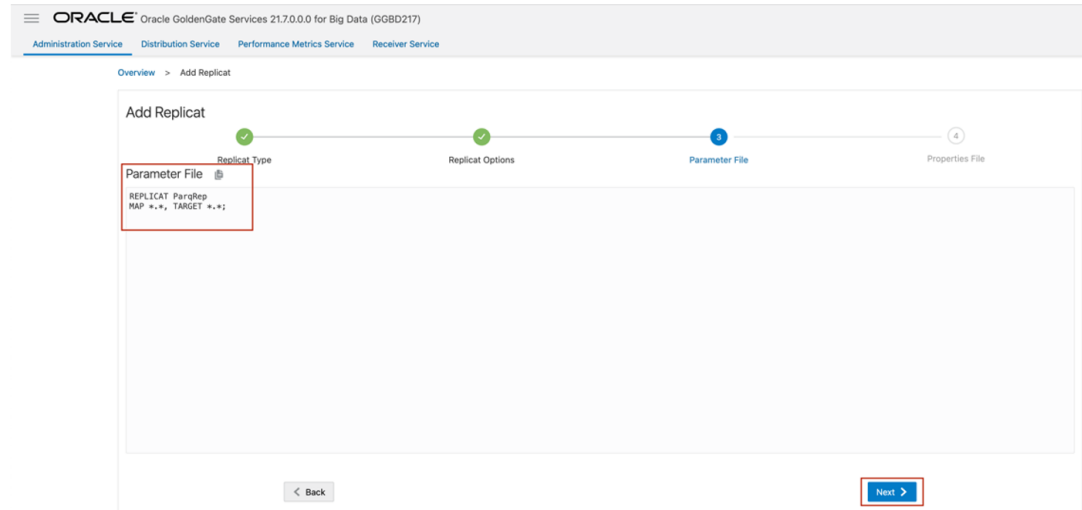 ORACLE Oracle GoldenGate Services 21.7.0.0.0 for Big Data (GGBD217)
Administration Service Distribution Service Performance Metrics Service Receiver Service
Overview > Add Replicat
Add Replicat
3 4
Replicat Type Replicat Options Parameter File Properties File
Parameter File
REPLICAT ParqRep
MAP *.*, TARGET *.*;
< Back Next >